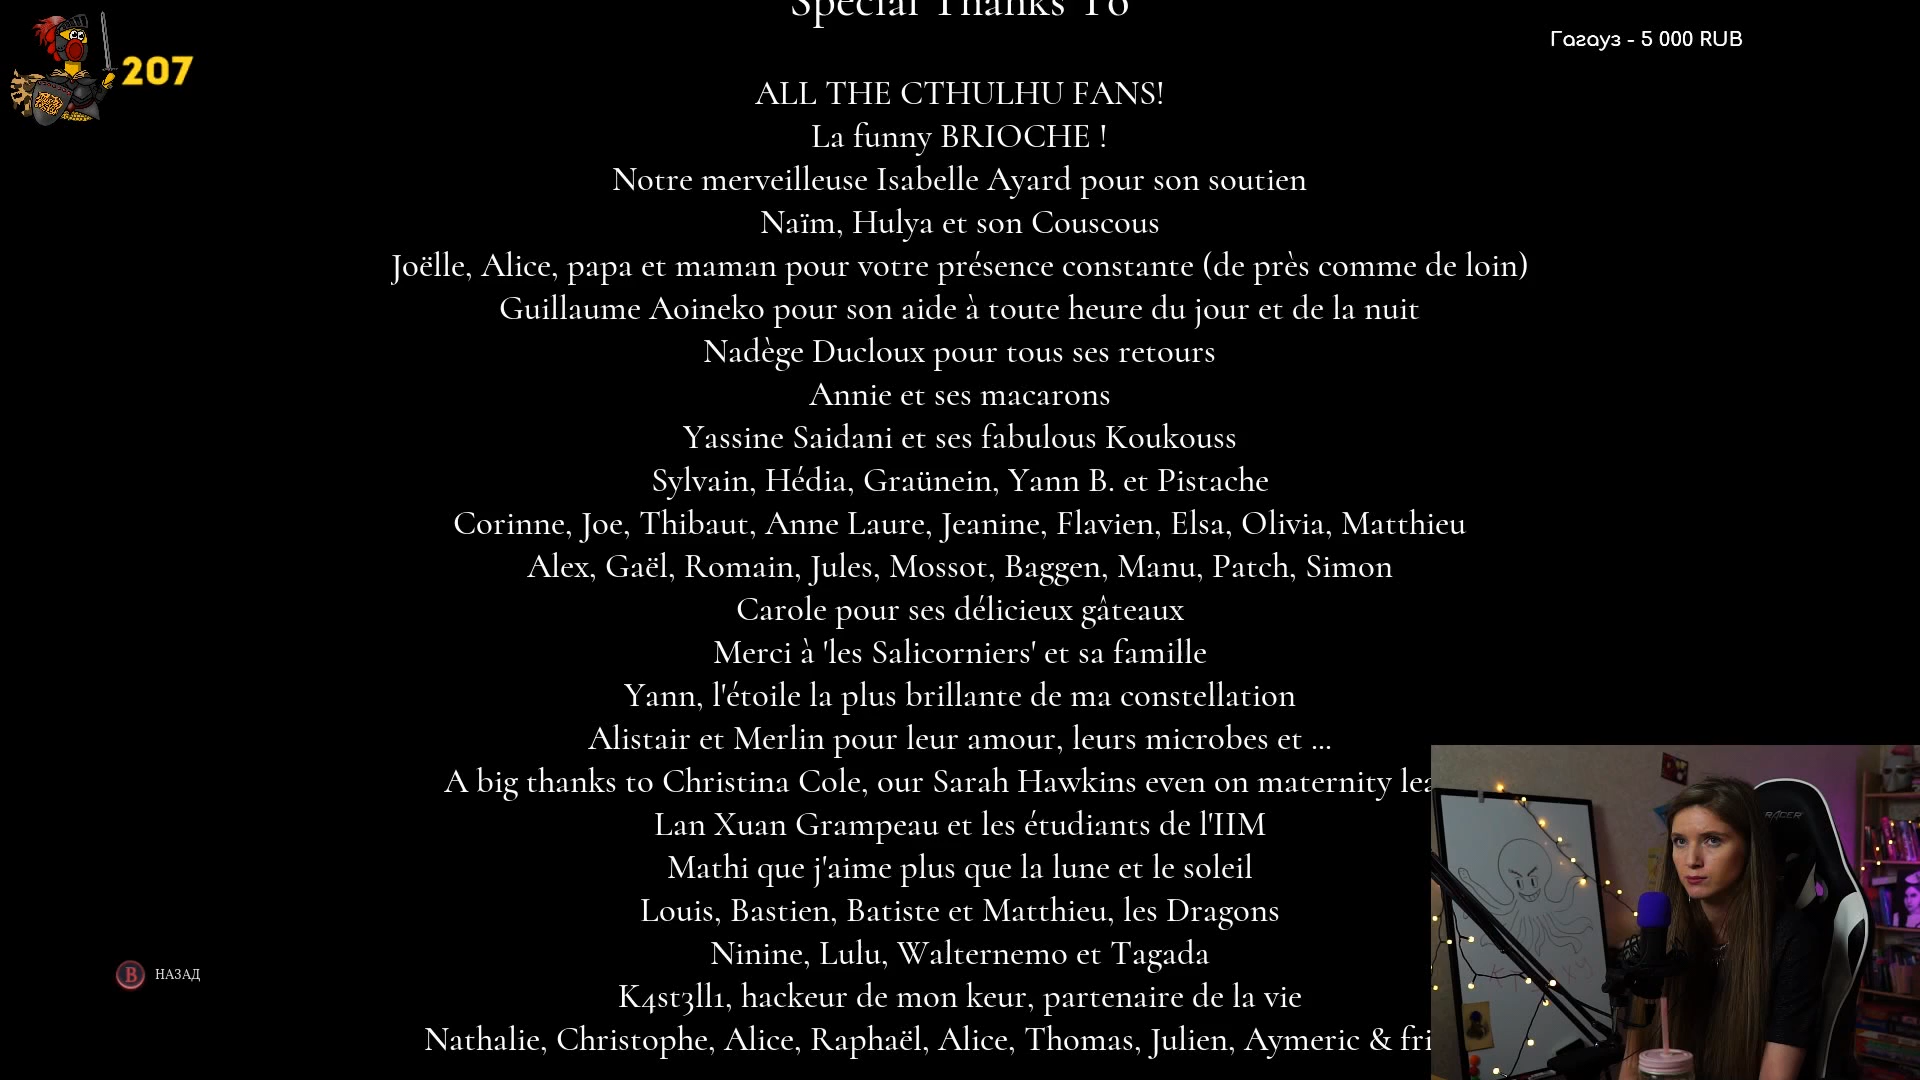 Special Thanks To
207
Гагауз - 5 000 RUB
ALL THE CTHULHU FANS!
La funny BRIOCHE !
Notre merveilleuse Isabelle Ayard pour son soutien
Naïm, Hulya et son Couscous
Joëlle, Alice, papa et maman pour votre présence constante (de près comme de loin)
Guillaume Aoineko pour son aide à toute heure du jour et de la nuit
Nadège Ducloux pour tous ses retours
Annie et ses macarons
Yassine Saidani et ses fabulous Koukouss
Sylvain, Hédia, Graünein, Yann B. et Pistache
Corinne, Joe, Thibaut, Anne Laure, Jeanine, Flavien, Elsa, Olivia, Matthieu
Alex, Gaël, Romain, Jules, Mossot, Baggen, Manu, Patch, Simon
Carole pour ses délicieux gâteaux
Merci à 'les Salicorniers' et sa famille
Yann, l'étoile la plus brillante de ma constellation
Alistair et Merlin pour leur amour, leurs microbes et ...
A big thanks to Christina Cole, our Sarah Hawkins even on maternity
Lan Xuan Grampeau et les étudiants de l'IIM
Mathi que j'aime plus que la lune et le soleil
Louis, Bastien, Batiste et Matthieu, les Dragons
Ninine, Lulu, Walternemo et Tagada
K4st3ll1, hackeur de mon keur, partenaire de la vie
Nathalie, Christophe, Alice, Raphaël, Alice, Thomas, Julien, Aymeric &
B НАЗАД
RACER